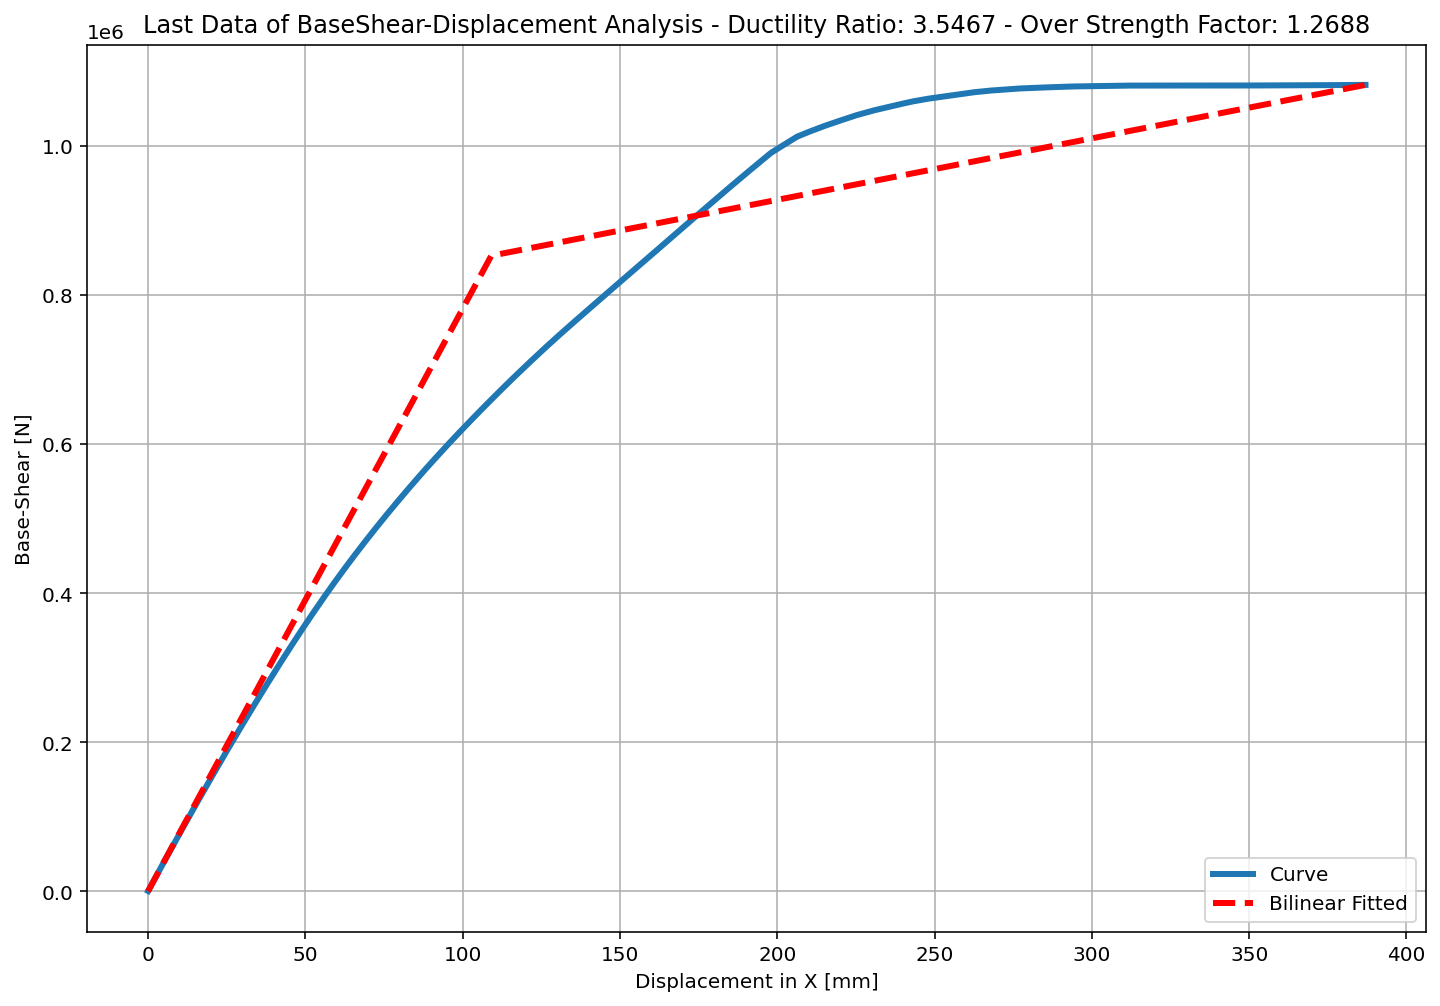 Last Data of BaseShear-Displacement Analysis - Ductility Ratio: 3.5467 - Over Strength Factor: 1.2688
1e6
1.0
0.8
0.6
0.4
0.2
0.0
Base-Shear [N]
0 50 100 150 200 250 300 350 400
Displacement in X [mm]
Curve
Bilinear Fitted